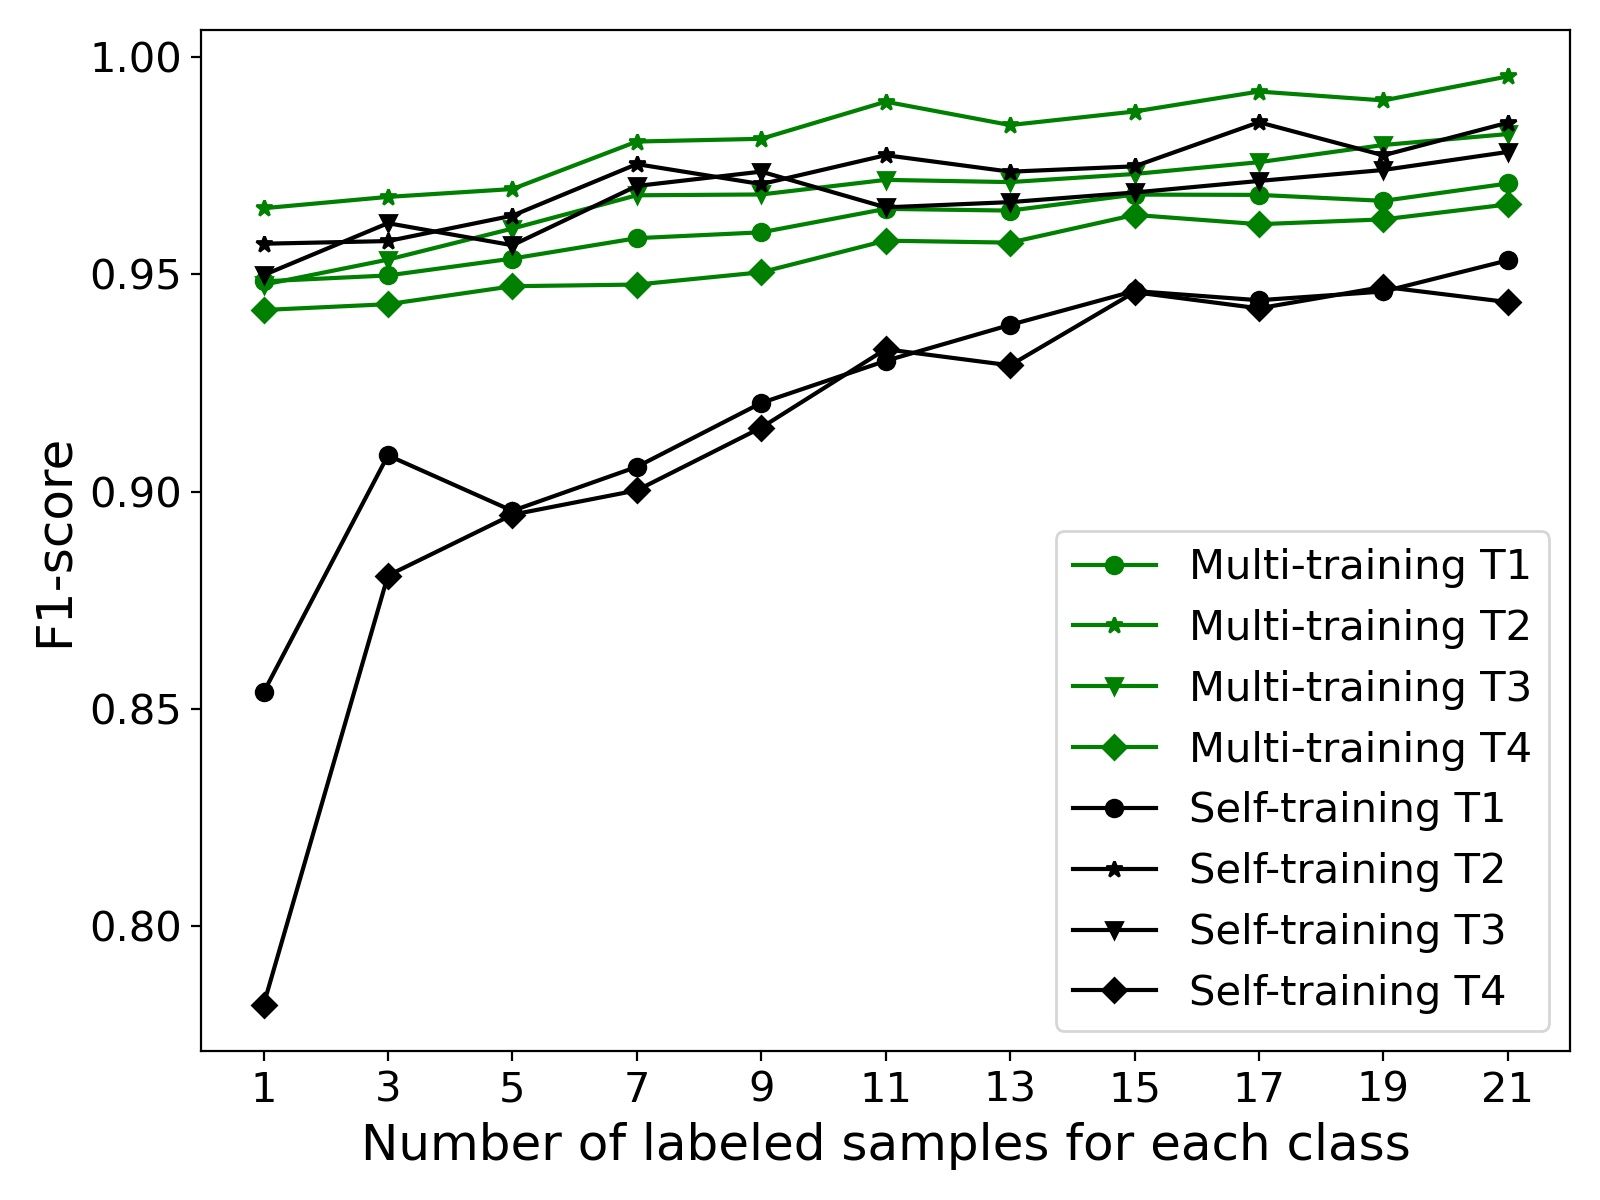 1.00
0.95
0.90
0.85
0.80
F1-score
1 3 5 7 9 11 13 15 17 19 21
Number of labeled samples for each class
Multi-training T1
Multi-training T2
Multi-training T3
Multi-training T4
Self-training T1
Self-training T2
Self-training T3
Self-training T4